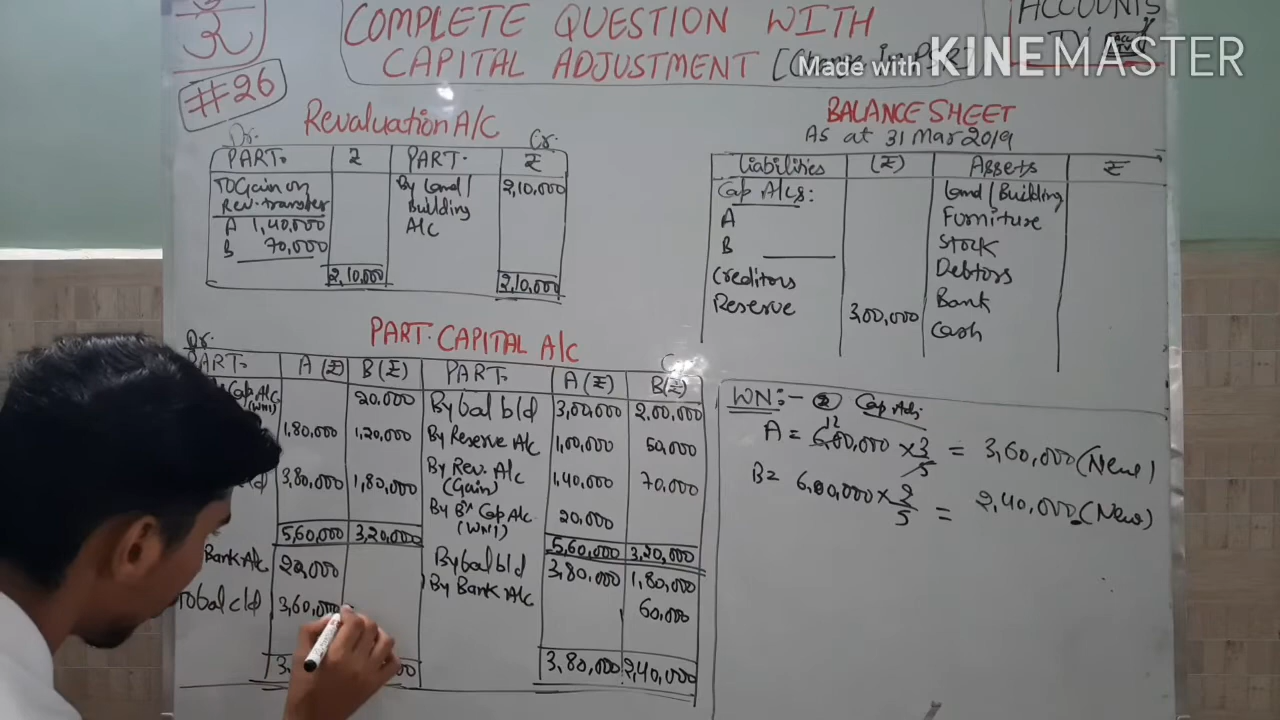 COMPLETE QUESTION WITH
CAPITAL ADJUSTMENT [Change in PSR]
ACCOUNTS
Made with KINEMASTER
#26
Revaluation A/c
Dr. Cr.
PART. ₹ PART. ₹
To Gain on By Land/ 2,10,000
Rev. transfer Building
A 1,40,000 A/c
B 70,000
2,10,000 2,10,000
BALANCE SHEET
As at 31 Mar 2019
Liabilities (₹) Assets ₹
Cap A/cs: Land/Building
A Furniture
B Stock
Creditors Debtors
Reserve 3,00,000 Bank
Cash
PART. CAPITAL A/c
Dr.
PART. A (₹) B (₹) PART. A (₹) B (₹)
Cap A/c 20,000 By bal b/d 3,00,000 2,00,000
(WN1)
1,80,000 1,20,000 By Reserve A/c 1,00,000 50,000
3,80,000 1,80,000 By Rev. A/c 1,40,000 70,000
(Gain)
By B's Cap A/c 20,000
(WN1)
5,60,000 3,20,000 5,60,000 3,20,000
Bank A/c 20,000 By bal b/d 3,80,000 1,80,000
By Bank A/c 60,000
To bal c/d 3,60,000
3,80,000 2,40,000
WN:- ② Cap Adj.
12
A = 6,00,000 × 3/5 = 3,60,000 (New)
B = 6,00,000 × 2/5 = 2,40,000 (New)